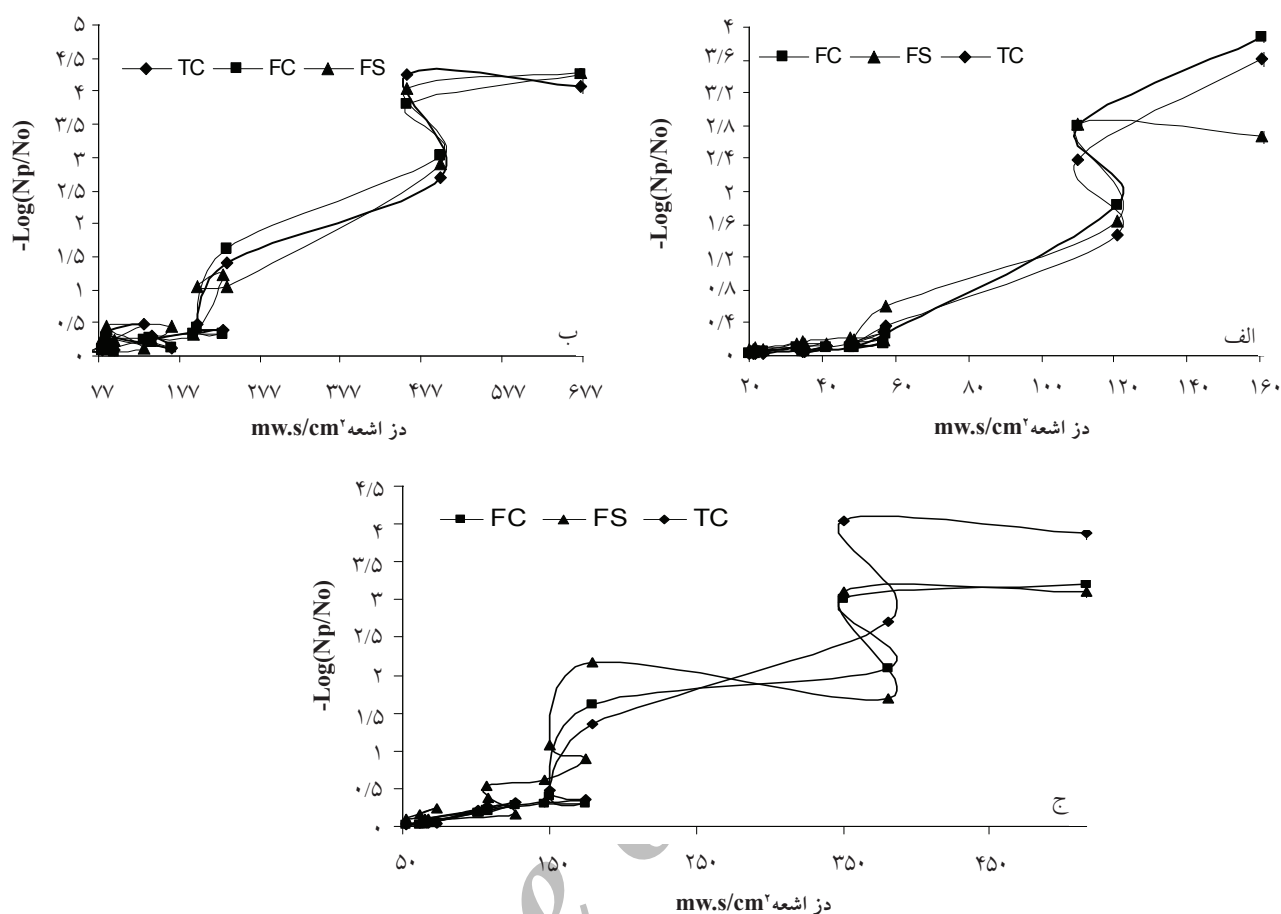 ۵
۴/۵
۴
۳/۵
۳
۲/۵
۲
۱/۵
۱
۰/۵
۰
-Log(Np/No)
TC FC FS
ب
۷۷ ۱۷۷ ۲۷۷ ۳۷۷ ۴۷۷ ۵۷۷ ۶۷۷
دز اشعه mw.s/cm۲
۴
۳/۶
۳/۲
۲/۸
۲/۴
۲
۱/۶
۱/۲
۰/۸
۰/۴
۰
-Log(Np/No)
FC FS TC
الف
۲۰ ۴۰ ۶۰ ۸۰ ۱۰۰ ۱۲۰ ۱۴۰ ۱۶۰
دز اشعه mw.s/cm۲
۴/۵
۴
۳/۵
۳
۲/۵
۲
۱/۵
۱
۰/۵
۰
-Log(Np/No)
FC FS TC
ج
۵۰ ۱۵۰ ۲۵۰ ۳۵۰ ۴۵۰
دز اشعه mw.s/cm۲